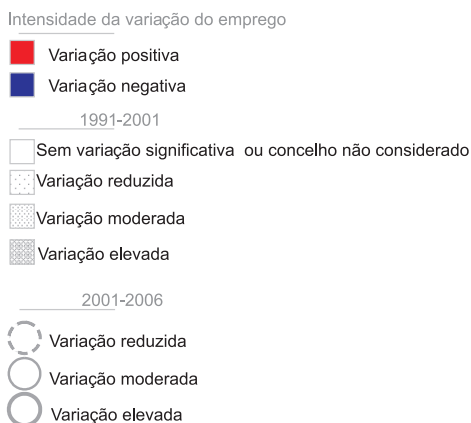 Intensidade da variação do emprego
Variação positiva
Variação negativa
1991-2001
Sem variação significativa ou concelho não considerado
Variação reduzida
Variação moderada
Variação elevada
2001-2006
Variação reduzida
Variação moderada
Variação elevada